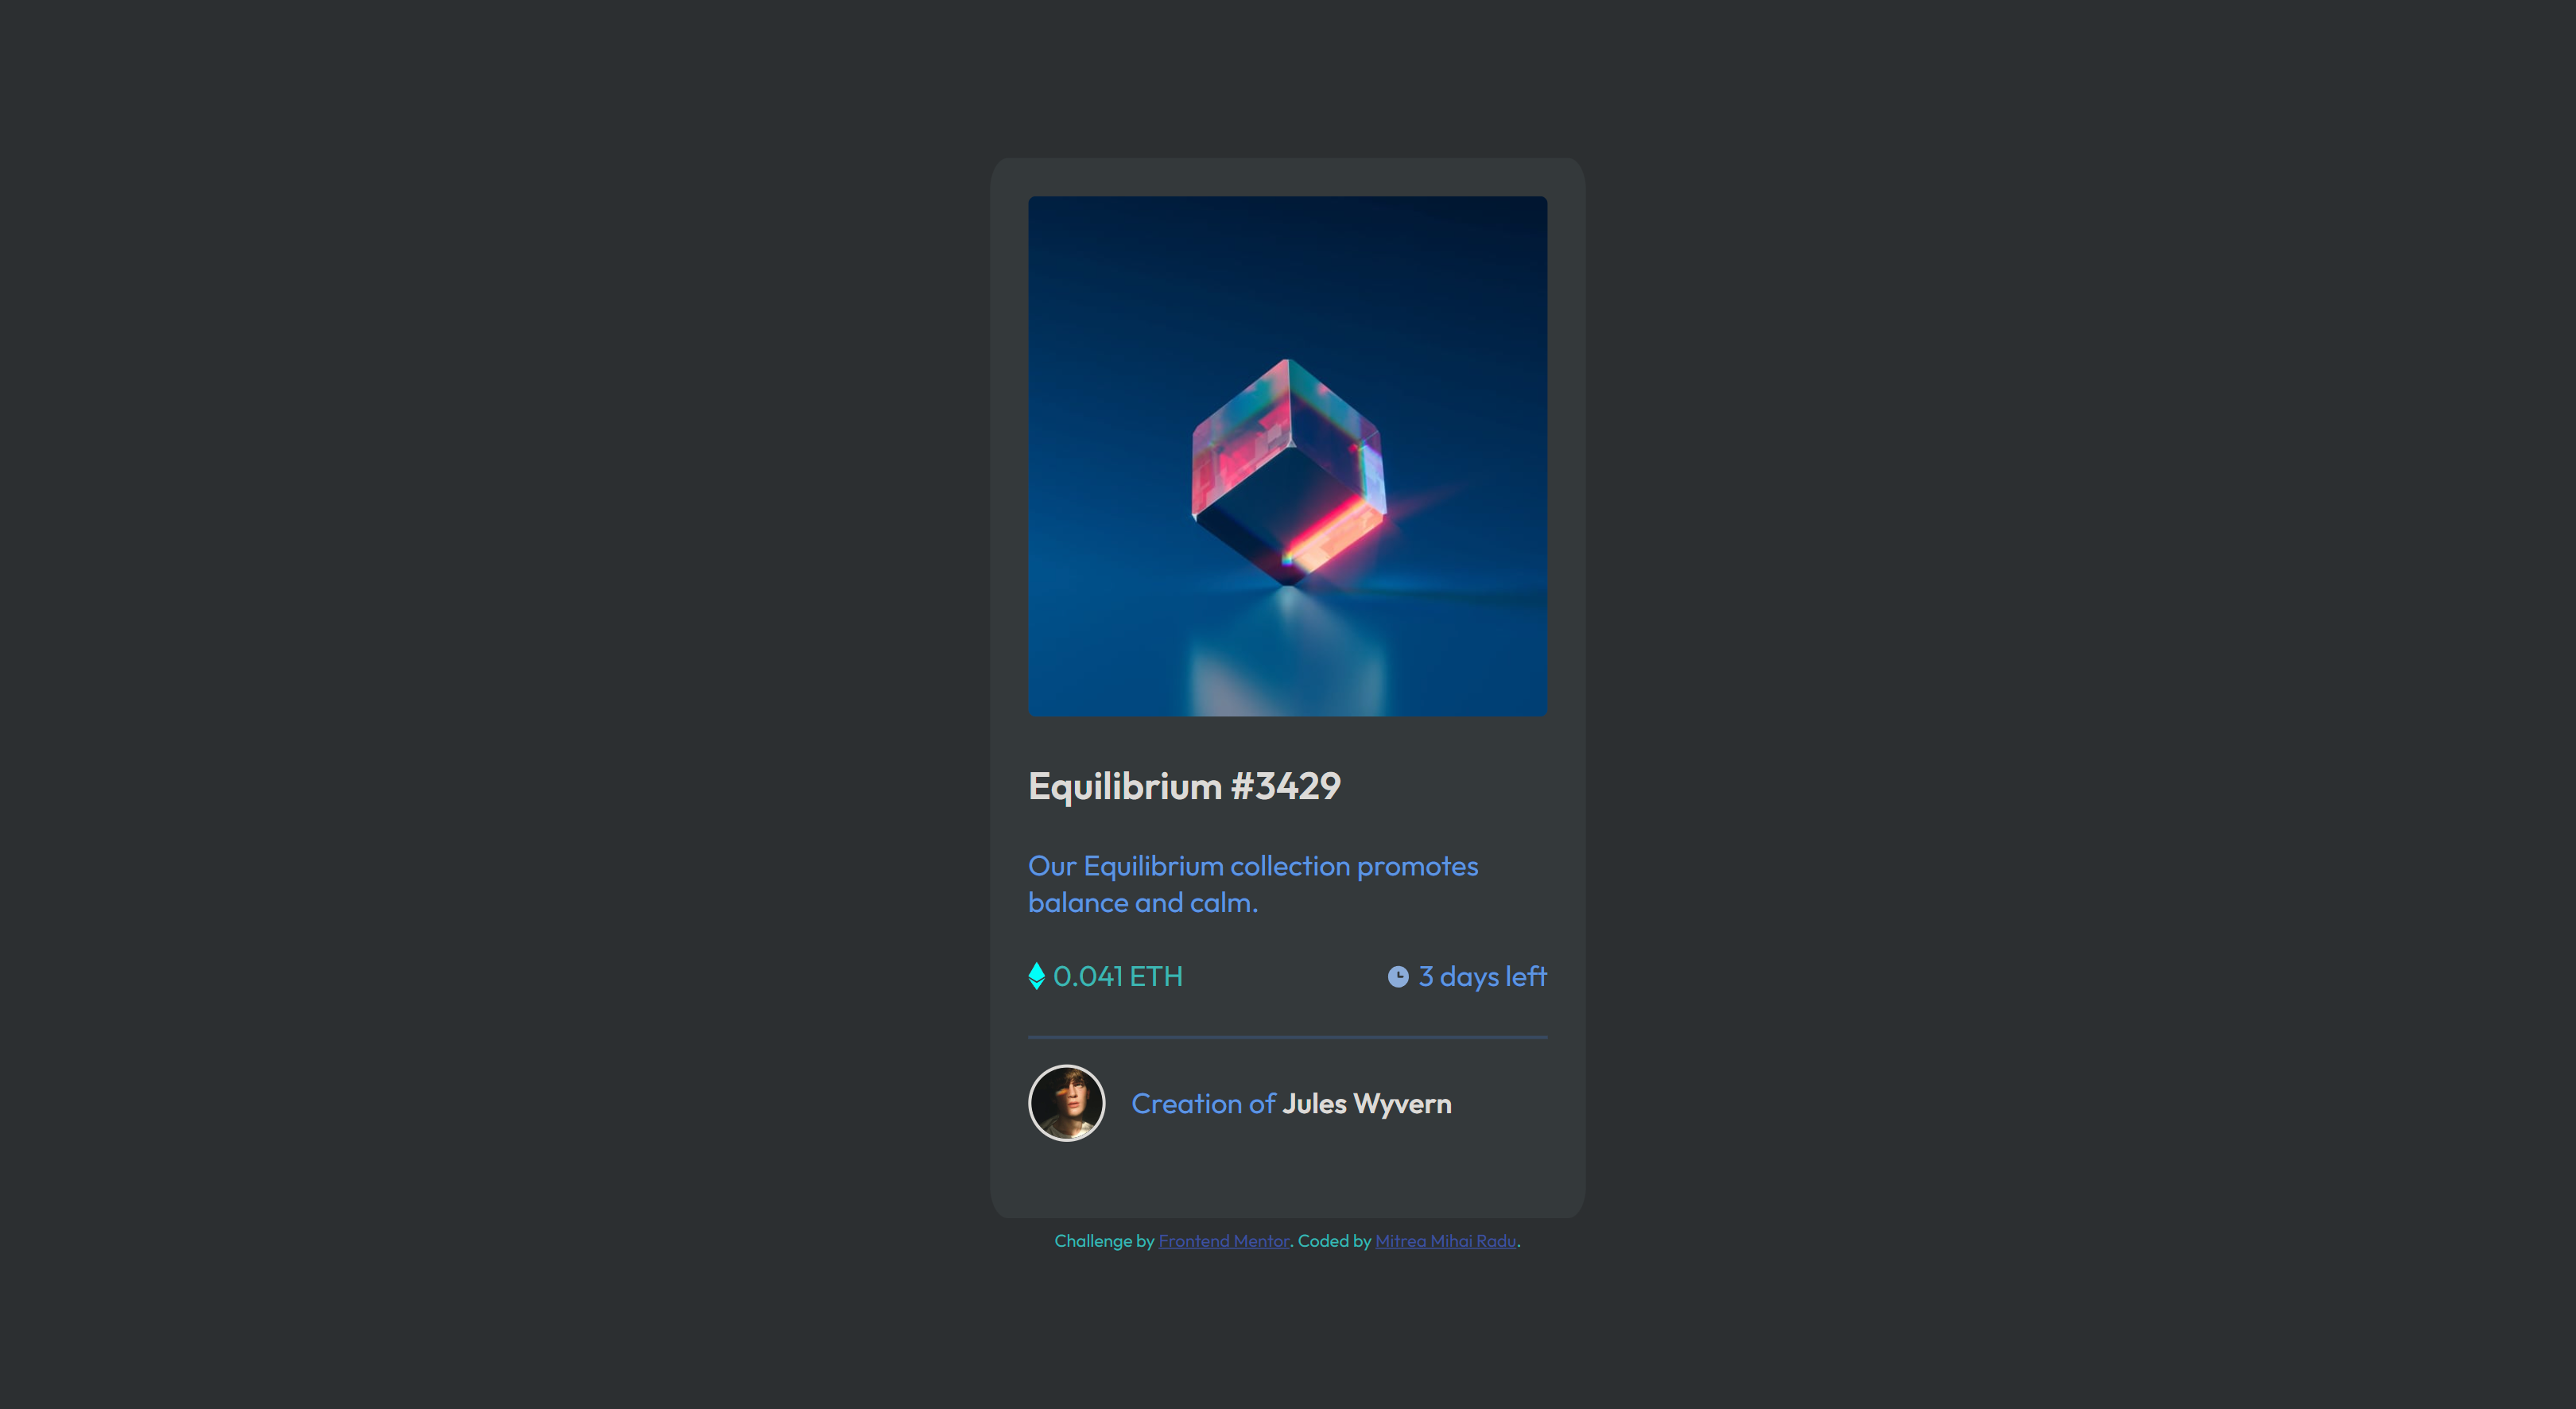 Equilibrium #3429
Our Equilibrium collection promotes
balance and calm.
0.041 ETH
3 days left
Creation of Jules Wyvern
Challenge by Frontend Mentor. Coded by Mitrea Mihai Radu.